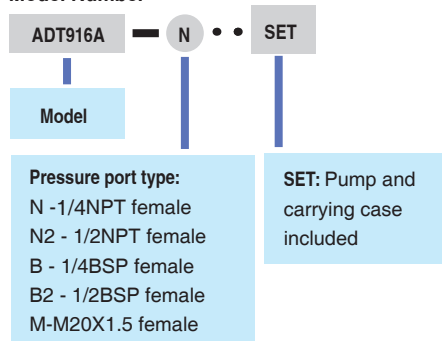 ADT916A — N • • SET
Model
Pressure port type:
N -1/4NPT female
N2 - 1/2NPT female
B - 1/4BSP female
B2 - 1/2BSP female
M-M20X1.5 female
SET: Pump and
carrying case
included